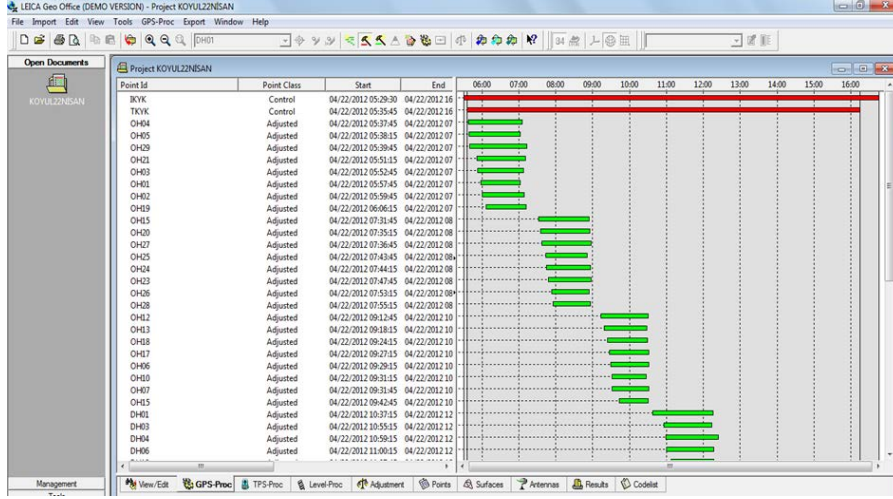 LEICA Geo Office (DEMO VERSION) - Project KOYUL22NİSAN
File Import Edit View Tools GPS-Proc Export Window Help
DH01
Open Documents
KOYUL22NİSAN
Project KOYUL22NİSAN
Point Id Point Class Start End 06:00 07:00 08:00 09:00 10:00 11:00 12:00 13:00 14:00 15:00 16:00
IKYK Control 04/22/2012 05:29:30 04/22/2012 16
TKYK Control 04/22/2012 05:35:45 04/22/2012 16
OH04 Adjusted 04/22/2012 05:37:45 04/22/2012 07
OH05 Adjusted 04/22/2012 05:38:15 04/22/2012 07
OH29 Adjusted 04/22/2012 05:39:45 04/22/2012 07
OH21 Adjusted 04/22/2012 05:51:15 04/22/2012 07
OH03 Adjusted 04/22/2012 05:52:45 04/22/2012 07
OH01 Adjusted 04/22/2012 05:57:45 04/22/2012 07
OH02 Adjusted 04/22/2012 05:59:45 04/22/2012 07
OH19 Adjusted 04/22/2012 06:06:15 04/22/2012 07
OH15 Adjusted 04/22/2012 07:31:45 04/22/2012 08
OH20 Adjusted 04/22/2012 07:35:15 04/22/2012 08
OH27 Adjusted 04/22/2012 07:36:45 04/22/2012 08
OH25 Adjusted 04/22/2012 07:43:45 04/22/2012 08
OH24 Adjusted 04/22/2012 07:44:15 04/22/2012 08
OH23 Adjusted 04/22/2012 07:47:45 04/22/2012 08
OH26 Adjusted 04/22/2012 07:53:15 04/22/2012 08
OH28 Adjusted 04/22/2012 07:55:15 04/22/2012 08
OH12 Adjusted 04/22/2012 09:12:45 04/22/2012 10
OH13 Adjusted 04/22/2012 09:18:15 04/22/2012 10
OH18 Adjusted 04/22/2012 09:24:15 04/22/2012 10
OH17 Adjusted 04/22/2012 09:27:15 04/22/2012 10
OH06 Adjusted 04/22/2012 09:29:15 04/22/2012 10
OH10 Adjusted 04/22/2012 09:31:15 04/22/2012 10
OH07 Adjusted 04/22/2012 09:31:45 04/22/2012 10
OH15 Adjusted 04/22/2012 09:42:45 04/22/2012 10
DH01 Adjusted 04/22/2012 10:37:15 04/22/2012 12
DH03 Adjusted 04/22/2012 10:55:15 04/22/2012 12
DH04 Adjusted 04/22/2012 10:59:15 04/22/2012 12
DH06 Adjusted 04/22/2012 11:00:15 04/22/2012 12
Management
Tools
View/Edit GPS-Proc TPS-Proc Level-Proc Adjustment Points Surfaces Antennas Results Codelist